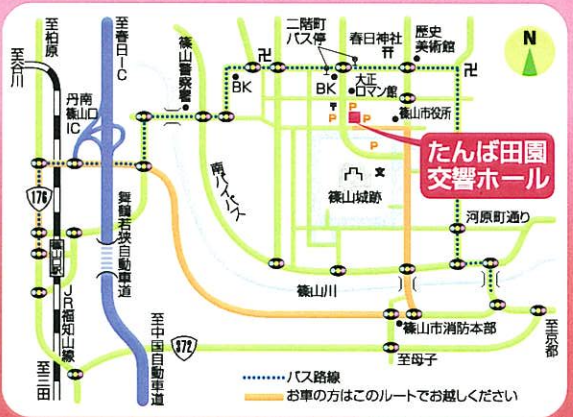 至柏原
至谷川
至春日IC
丹南
篠山口
IC
篠山警察署
二階町
バス停
春日神社
歴史
美術館
N
BK
BK
大正
ロマン館
篠山市役所
P
P
P
P
たんば田園
交響ホール
篠山城跡
文
176
篠山口駅
JR福知山線
舞鶴若狭自動車道
南バイパス
河原町通り
篠山川
372
篠山市消防本部
至母子
至京都
至三田
至中国自動車道
バス路線
お車の方はこのルートでお越しください